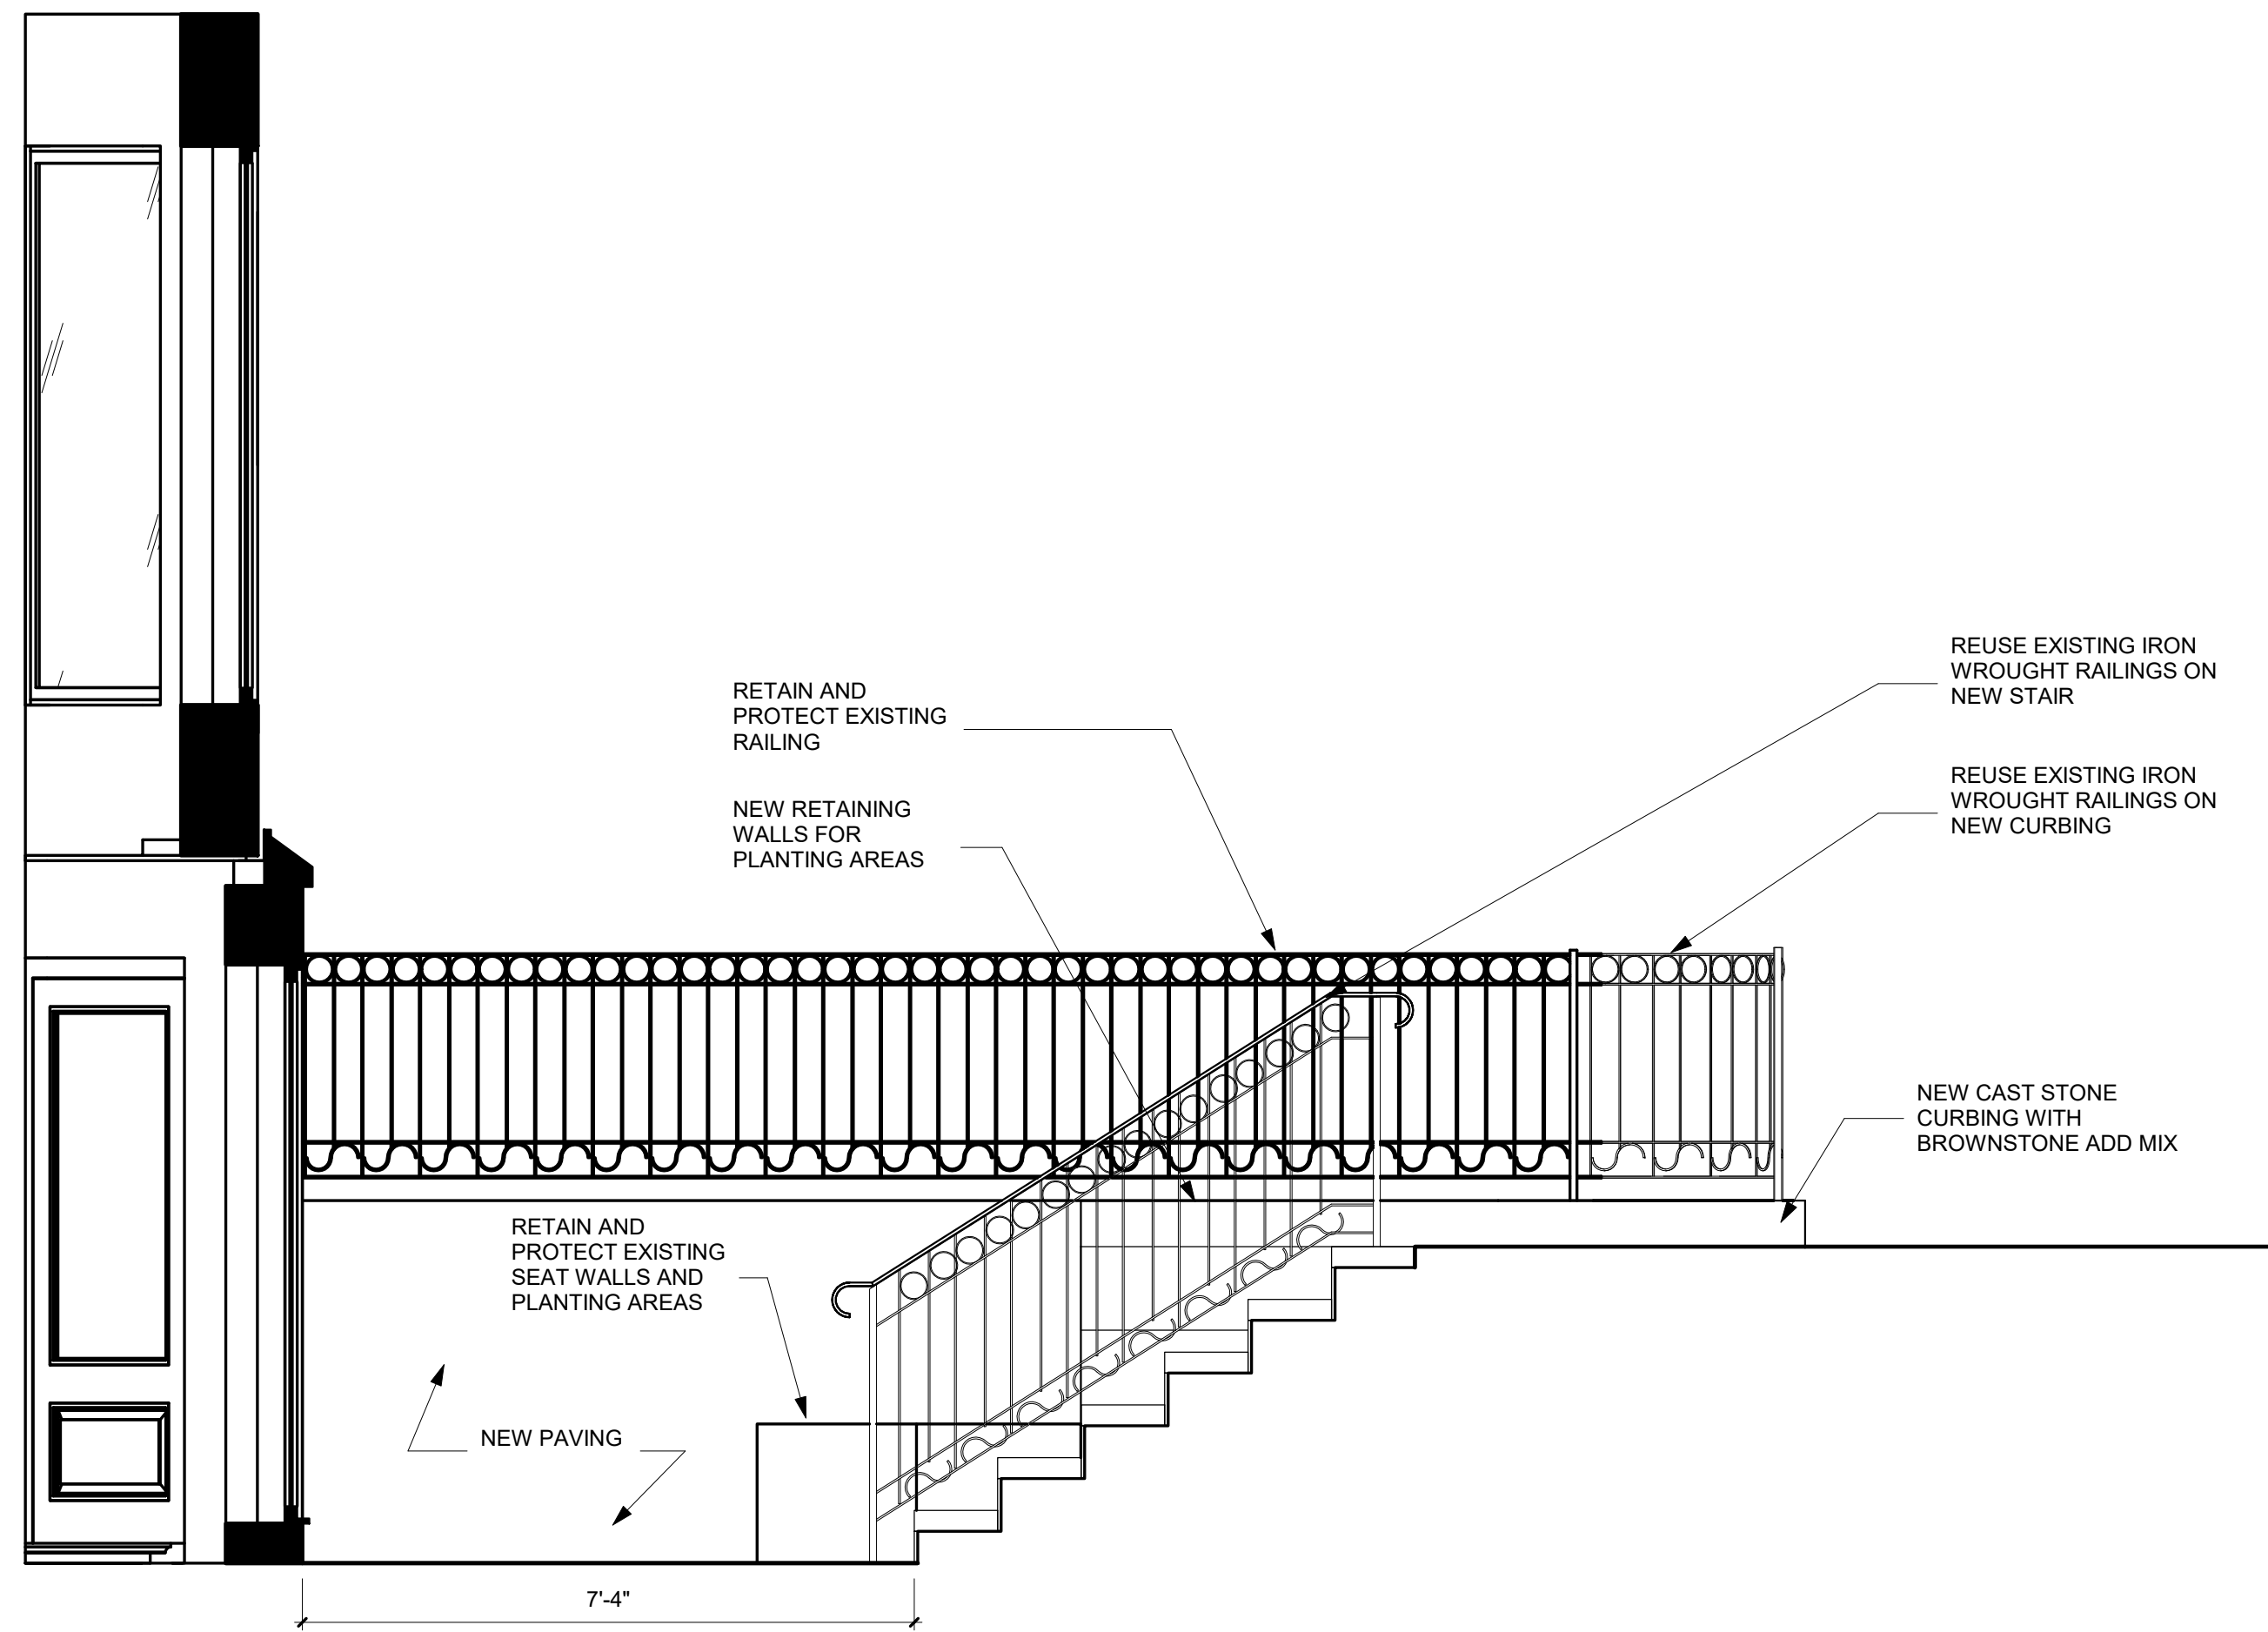 REUSE EXISTING IRON
WROUGHT RAILINGS ON
NEW STAIR
RETAIN AND
PROTECT EXISTING
RAILING
REUSE EXISTING IRON
WROUGHT RAILINGS ON
NEW CURBING
NEW RETAINING
WALLS FOR
PLANTING AREAS
NEW CAST STONE
CURBING WITH
BROWNSTONE ADD MIX
RETAIN AND
PROTECT EXISTING
SEAT WALLS AND
PLANTING AREAS
NEW PAVING
7'-4"